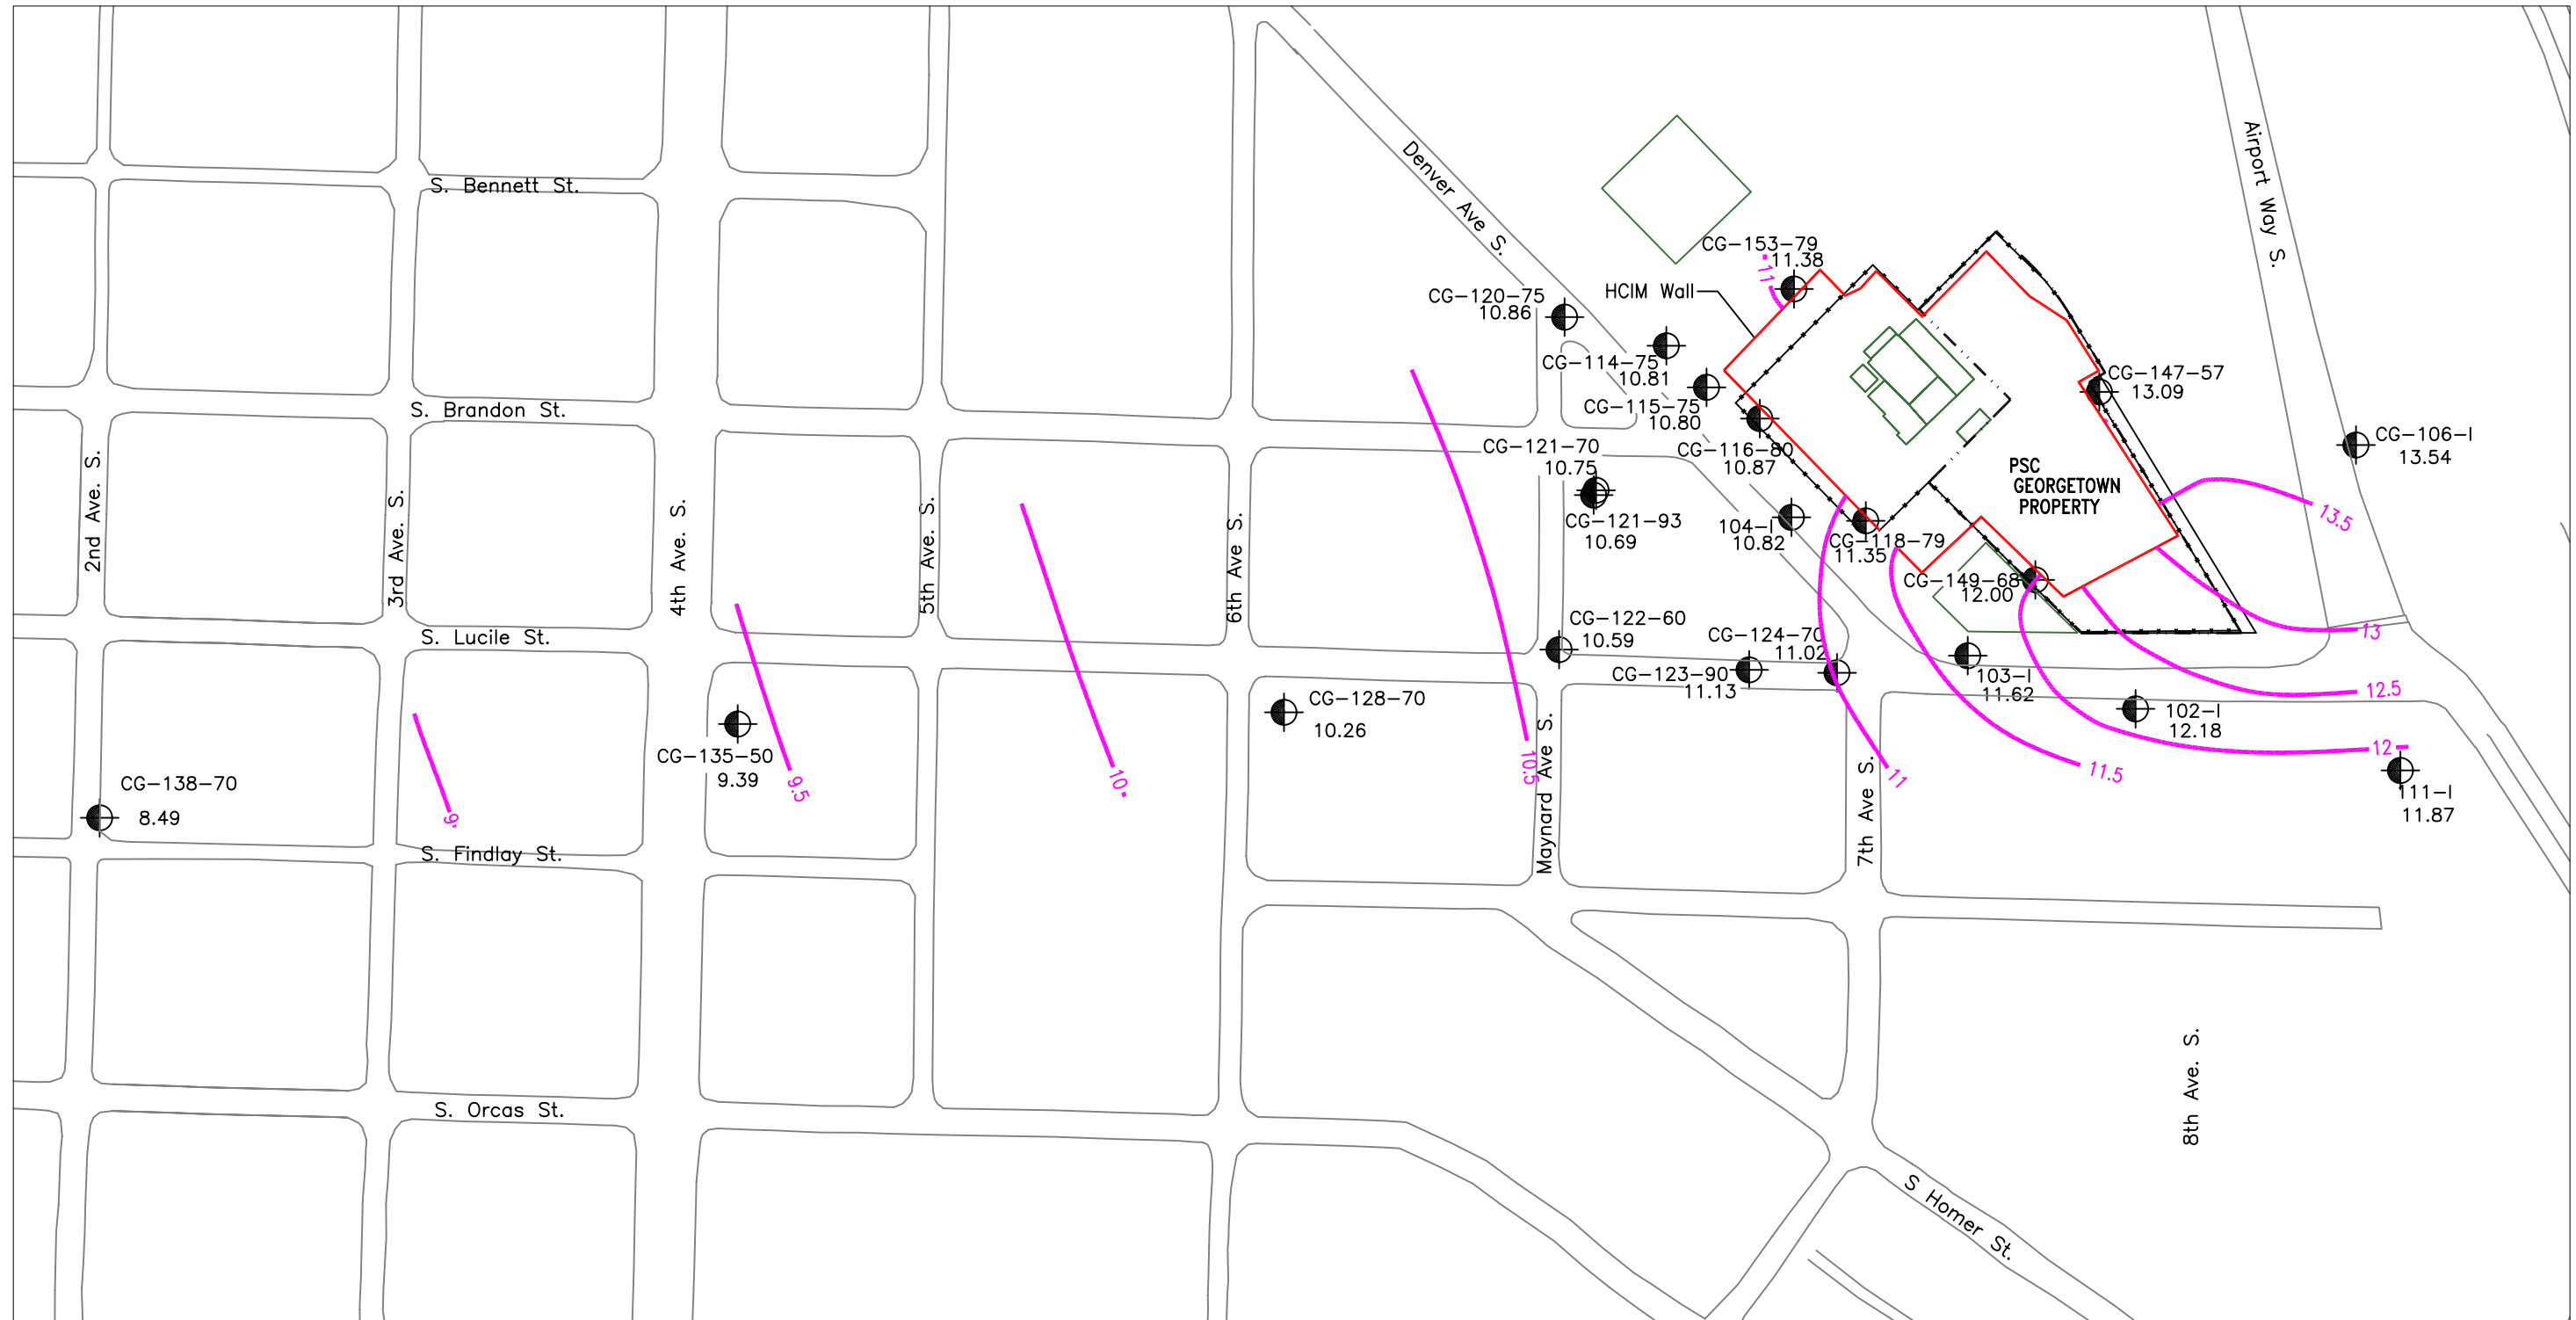 Airport Way S.
Denver Ave S.
S. Bennett St.
CG-153-79
11.38
11
HCIM Wall
CG-120-75
10.86
CG-114-75
10.81
CG-147-57
13.09
CG-115-75
10.80
S. Brandon St.
CG-106-I
13.54
CG-121-70
10.75
CG-116-80
10.87
PSC
GEORGETOWN
PROPERTY
2nd Ave. S.
3rd Ave. S.
4th Ave. S.
5th Ave. S.
6th Ave S.
CG-121-93
10.69
104-I
10.82
CG-118-79
11.35
13.5
CG-149-68
12.00
CG-122-60
10.59
S. Lucile St.
CG-124-70
11.02
13
CG-123-90
11.13
103-I
11.62
12.5
CG-128-70
10.26
102-I
12.18
CG-135-50
9.39
9.5
10
10.5
11
11.5
12
CG-138-70
8.49
9
111-I
11.87
Maynard Ave S.
7th Ave S.
S. Findlay St.
8th Ave. S.
S. Orcas St.
S Homer St.